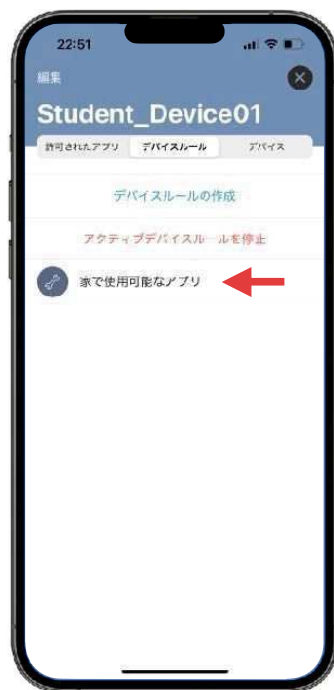 22:51
編集
Student_Device01
許可されたアプリ デバイスルール デバイス
デバイスルールの作成
アクティブデバイスルールを停止
家で使用可能なアプリ